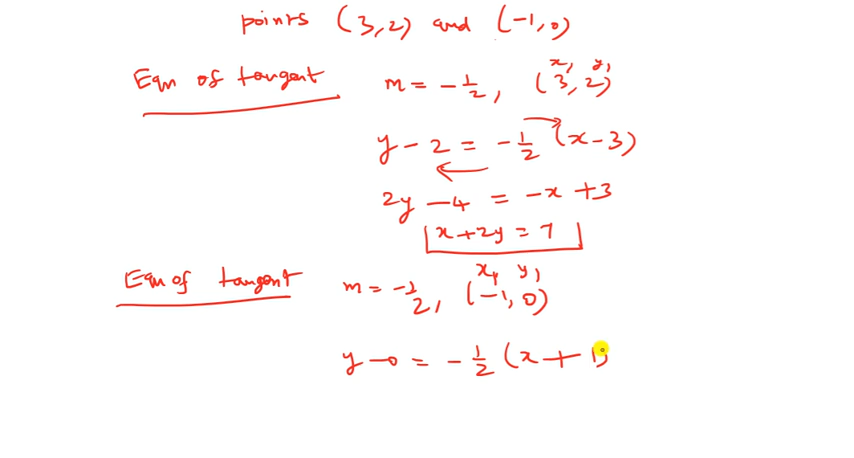 points (3,2) and (-1,0)
Eqn of tangent m = -1/2, (3,2)
x₁ y₁
y - 2 = -1/2 (x-3)
2y - 4 = -x + 3
x + 2y = 7
Eqn of tangent m = -1/2, (-1,0)
x₁ y₁
y - 0 = -1/2 (x + 1)